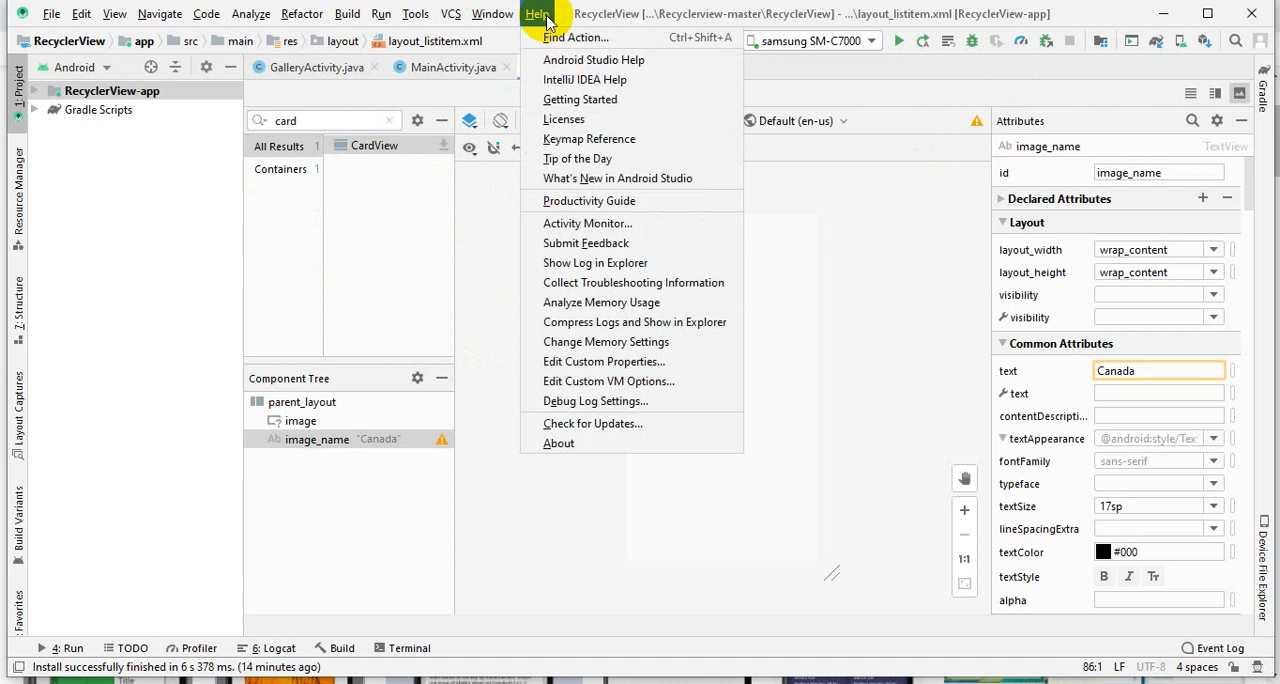 File Edit View Navigate Code Analyze Refactor Build Run Tools VCS Window Help RecyclerView [...\Recyclerview-master\RecyclerView] - ...\layout_listitem.xml [RecyclerView-app]
RecyclerView app src main res layout layout_listitem.xml samsung SM-C7000
Android GalleryActivity.java MainActivity.java
RecyclerView-app
Gradle Scripts
1: Project
Resource Manager
7: Structure
Layout Captures
Build Variants
Favorites
card
All Results 1 CardView
Containers 1
Component Tree
parent_layout
image
Ab image_name "Canada"
Find Action... Ctrl+Shift+A
Android Studio Help
IntelliJ IDEA Help
Getting Started
Licenses
Keymap Reference
Tip of the Day
What's New in Android Studio
Productivity Guide
Activity Monitor...
Submit Feedback
Show Log in Explorer
Collect Troubleshooting Information
Analyze Memory Usage
Compress Logs and Show in Explorer
Change Memory Settings
Edit Custom Properties...
Edit Custom VM Options...
Debug Log Settings...
Check for Updates...
About
Default (en-us)
1:1
Attributes
Ab image_name TextView
id image_name
Declared Attributes
Layout
layout_width wrap_content
layout_height wrap_content
visibility
visibility
Common Attributes
text Canada
text
contentDescripti...
textAppearance @android:style/Tex
fontFamily sans-serif
typeface
textSize 17sp
lineSpacingExtra
textColor #000
textStyle B I Tт
alpha
Gradle
Device File Explorer
4: Run TODO Profiler 6: Logcat Build Terminal Event Log
Install successfully finished in 6 s 378 ms. (14 minutes ago) 86:1 LF UTF-8 4 spaces
Title